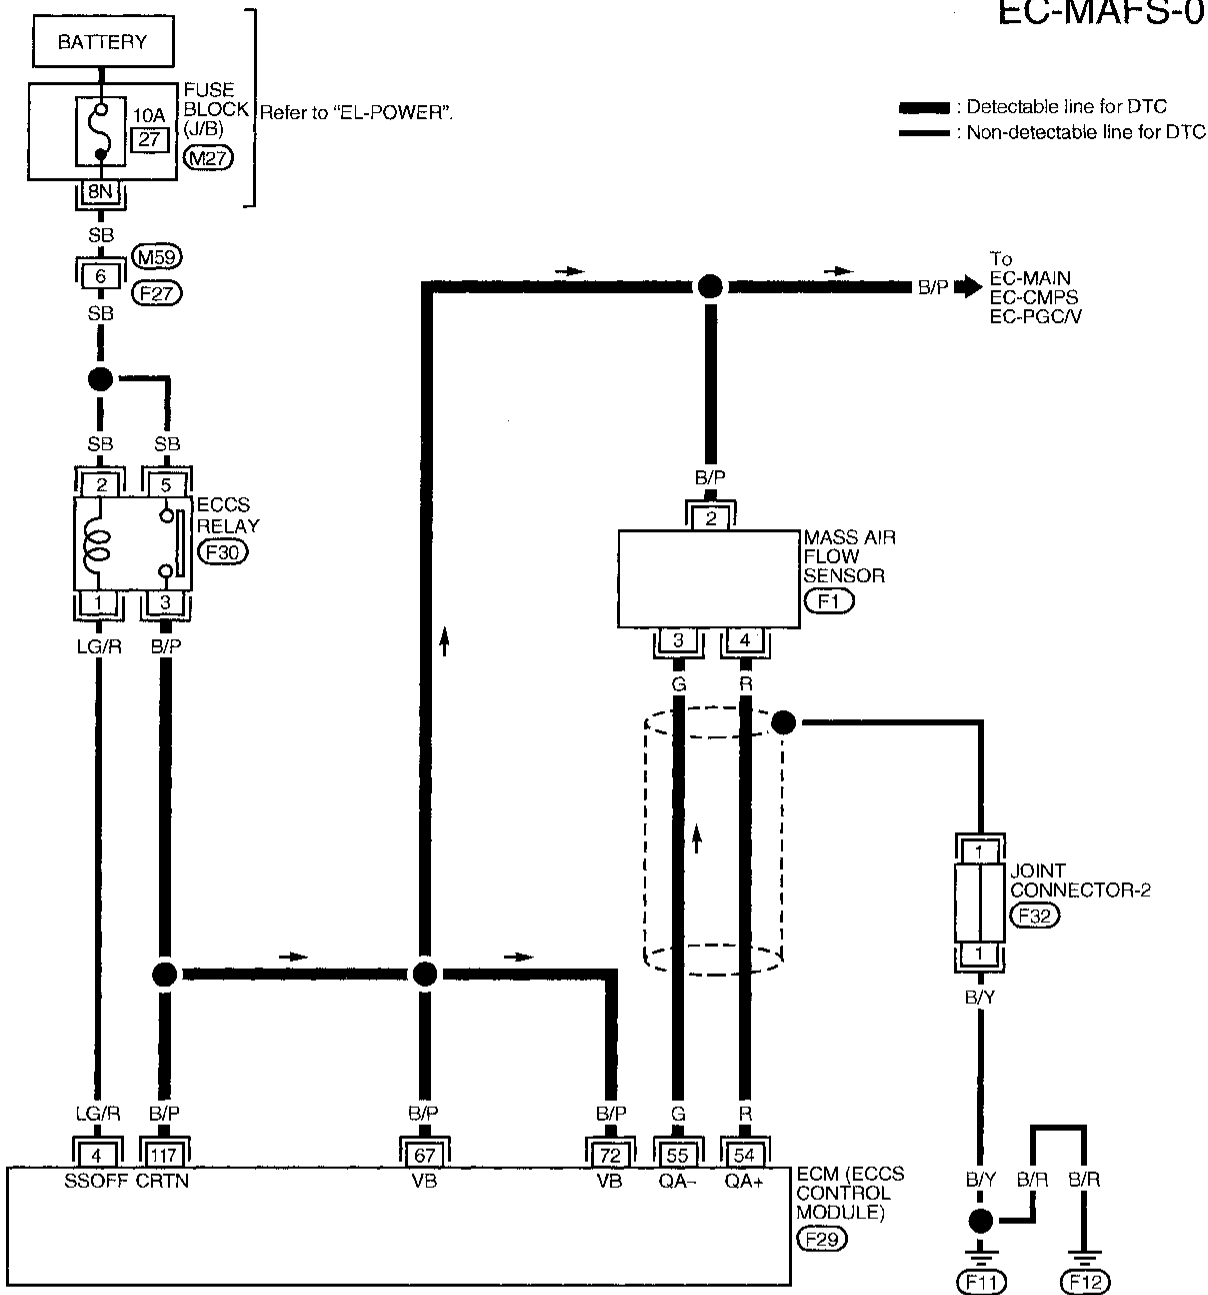 EC-MAFS-0
BATTERY
FUSE
BLOCK
(J/B)
M27
10A
27
Refer to "EL-POWER".
: Detectable line for DTC
: Non-detectable line for DTC
8N
SB
6
M59
F27
SB
SB SB
2 5
ECCS
RELAY
F30
1 3
LG/R B/P
B/P
To
EC-MAIN
EC-CMPS
EC-PGC/V
B/P
2
MASS AIR
FLOW
SENSOR
F1
3 4
G R
1
JOINT
CONNECTOR-2
F32
1
B/Y
LG/R B/P B/P B/P G R
4 117 67 72 55 54
SSOFF CRTN VB VB QA- QA+
ECM (ECCS
CONTROL
MODULE)
F29
B/Y B/R B/R
F11 F12